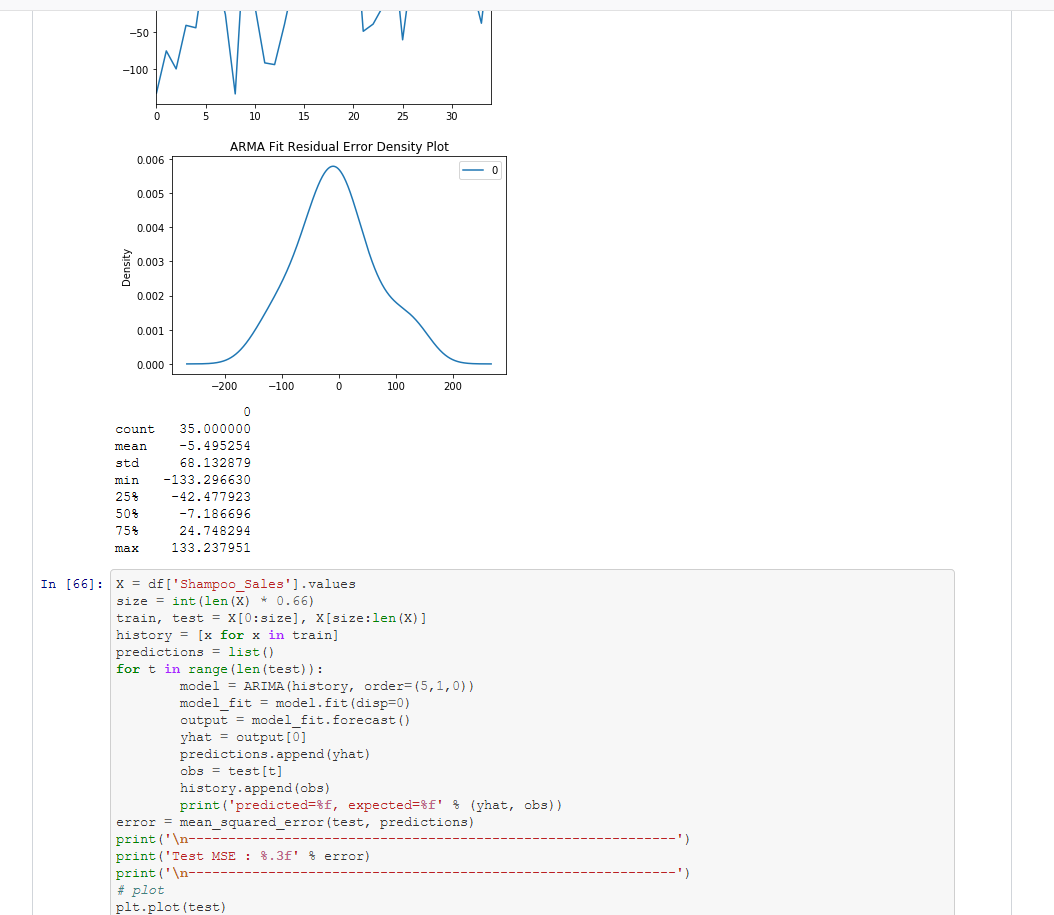 −50
−100
0 5 10 15 20 25 30
ARMA Fit Residual Error Density Plot
0.006
0
0.005
0.004
0.003
Density
0.002
0.001
0.000
−200 −100 0 100 200
0
count 35.000000
mean -5.495254
std 68.132879
min -133.296630
25% -42.477923
50% -7.186696
75% 24.748294
max 133.237951
In [66]: X = df['Shampoo_Sales'].values
size = int(len(X) * 0.66)
train, test = X[0:size], X[size:len(X)]
history = [x for x in train]
predictions = list()
for t in range(len(test)):
model = ARIMA(history, order=(5,1,0))
model_fit = model.fit(disp=0)
output = model_fit.forecast()
yhat = output[0]
predictions.append(yhat)
obs = test[t]
history.append(obs)
print('predicted=%f, expected=%f' % (yhat, obs))
error = mean_squared_error(test, predictions)
print('\n-------------------------------------------------------------')
print('Test MSE : %.3f' % error)
print('\n-------------------------------------------------------------')
# plot
plt.plot(test)